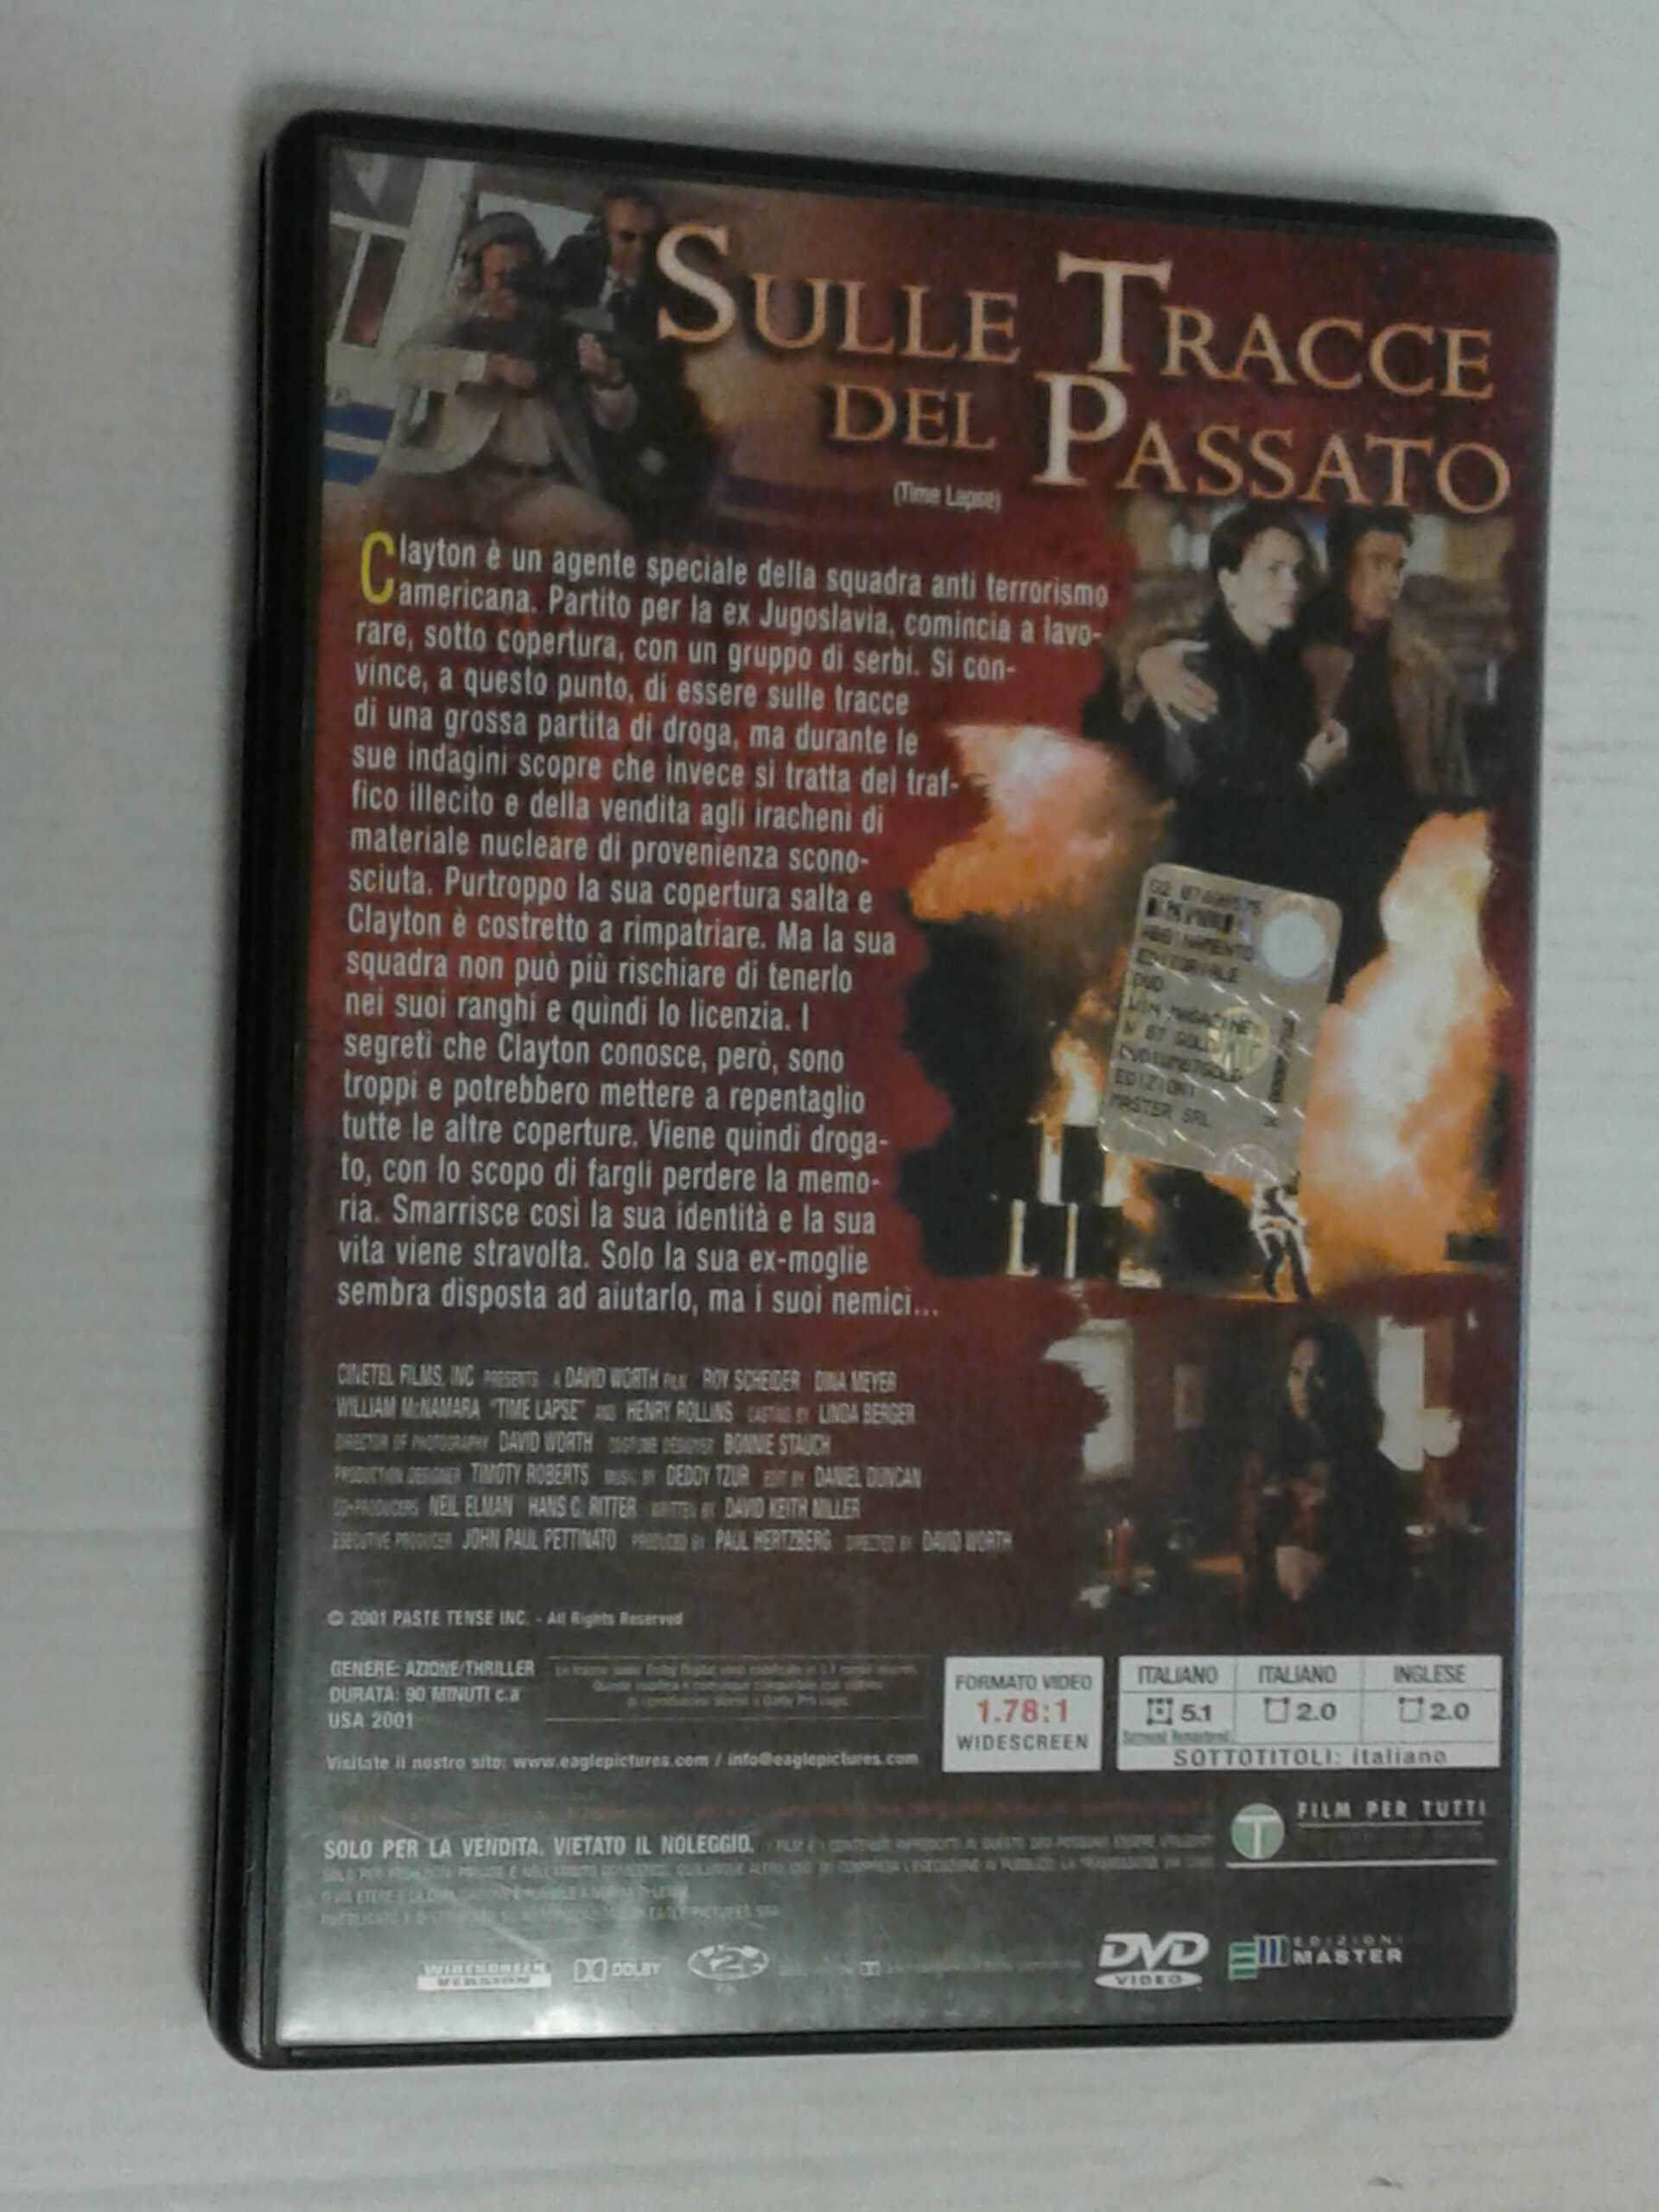 SULLE TRACCE
DEL PASSATO
(Time Lapse)
Clayton è un agente speciale della squadra anti terrorismo
americana. Partito per la ex Jugoslavia, comincia a lavo-
rare, sotto copertura, con un gruppo di serbi. Si con-
vince, a questo punto, di essere sulle tracce
di una grossa partita di droga, ma durante le
sue indagini scopre che invece si tratta del traf-
fico illecito e della vendita agli iracheni di
materiale nucleare di provenienza scono-
sciuta. Purtroppo la sua copertura salta e
Clayton è costretto a rimpatriare. Ma la sua
squadra non può più rischiare di tenerlo
nei suoi ranghi e quindi lo licenzia. I
segreti che Clayton conosce, però, sono
troppi e potrebbero mettere a repentaglio
tutte le altre coperture. Viene quindi droga-
to, con lo scopo di fargli perdere la memo-
ria. Smarrisce così la sua identità e la sua
vita viene stravolta. Solo la sua ex-moglie
sembra disposta ad aiutarlo, ma i suoi nemici...
ABBINAMENTO
EDITORIALE
DVD
WIN MAGAZINE
N 87 GOLD
EDIZIONI
MASTER SRL
CINETEL FILMS, INC PRESENTS A DAVID WORTH FILM ROY SCHEIDER DINA MEYER
WILLIAM McNAMARA "TIME LAPSE" AND HENRY ROLLINS CASTING BY LINDA BERGER
DIRECTOR OF PHOTOGRAPHY DAVID WORTH COSTUME DESIGNER BONNIE STAUCH
PRODUCTION DESIGNER TIMOTY ROBERTS MUSIC BY DEDDY TZUR EDIT BY DANIEL DUNCAN
CO-PRODUCERS NEIL ELMAN HANS C. RITTER WRITTEN BY DAVID KEITH MILLER
ESECUTIVE PRODUCER JOHN PAUL PETTINATO PRODUCED BY PAUL HERTZBERG DIRECTED BY DAVID WORTH
© 2001 PASTE TENSE INC. - All Rights Reserved
GENERE: AZIONE/THRILLER
DURATA: 90 MINUTI c.a
USA 2001
Visitate il nostro sito: www.eaglepictures.com / info@eaglepictures.com
FORMATO VIDEO
1.78:1
WIDESCREEN
ITALIANO ITALIANO INGLESE
5.1 2.0 2.0
SOTTOTITOLI: italiano
FILM PER TUTTI
T
SOLO PER LA VENDITA. VIETATO IL NOLEGGIO.
WIDESCREEN
VERSION
DOLBY
2
DVD
VIDEO
EDIZIONI
MASTER